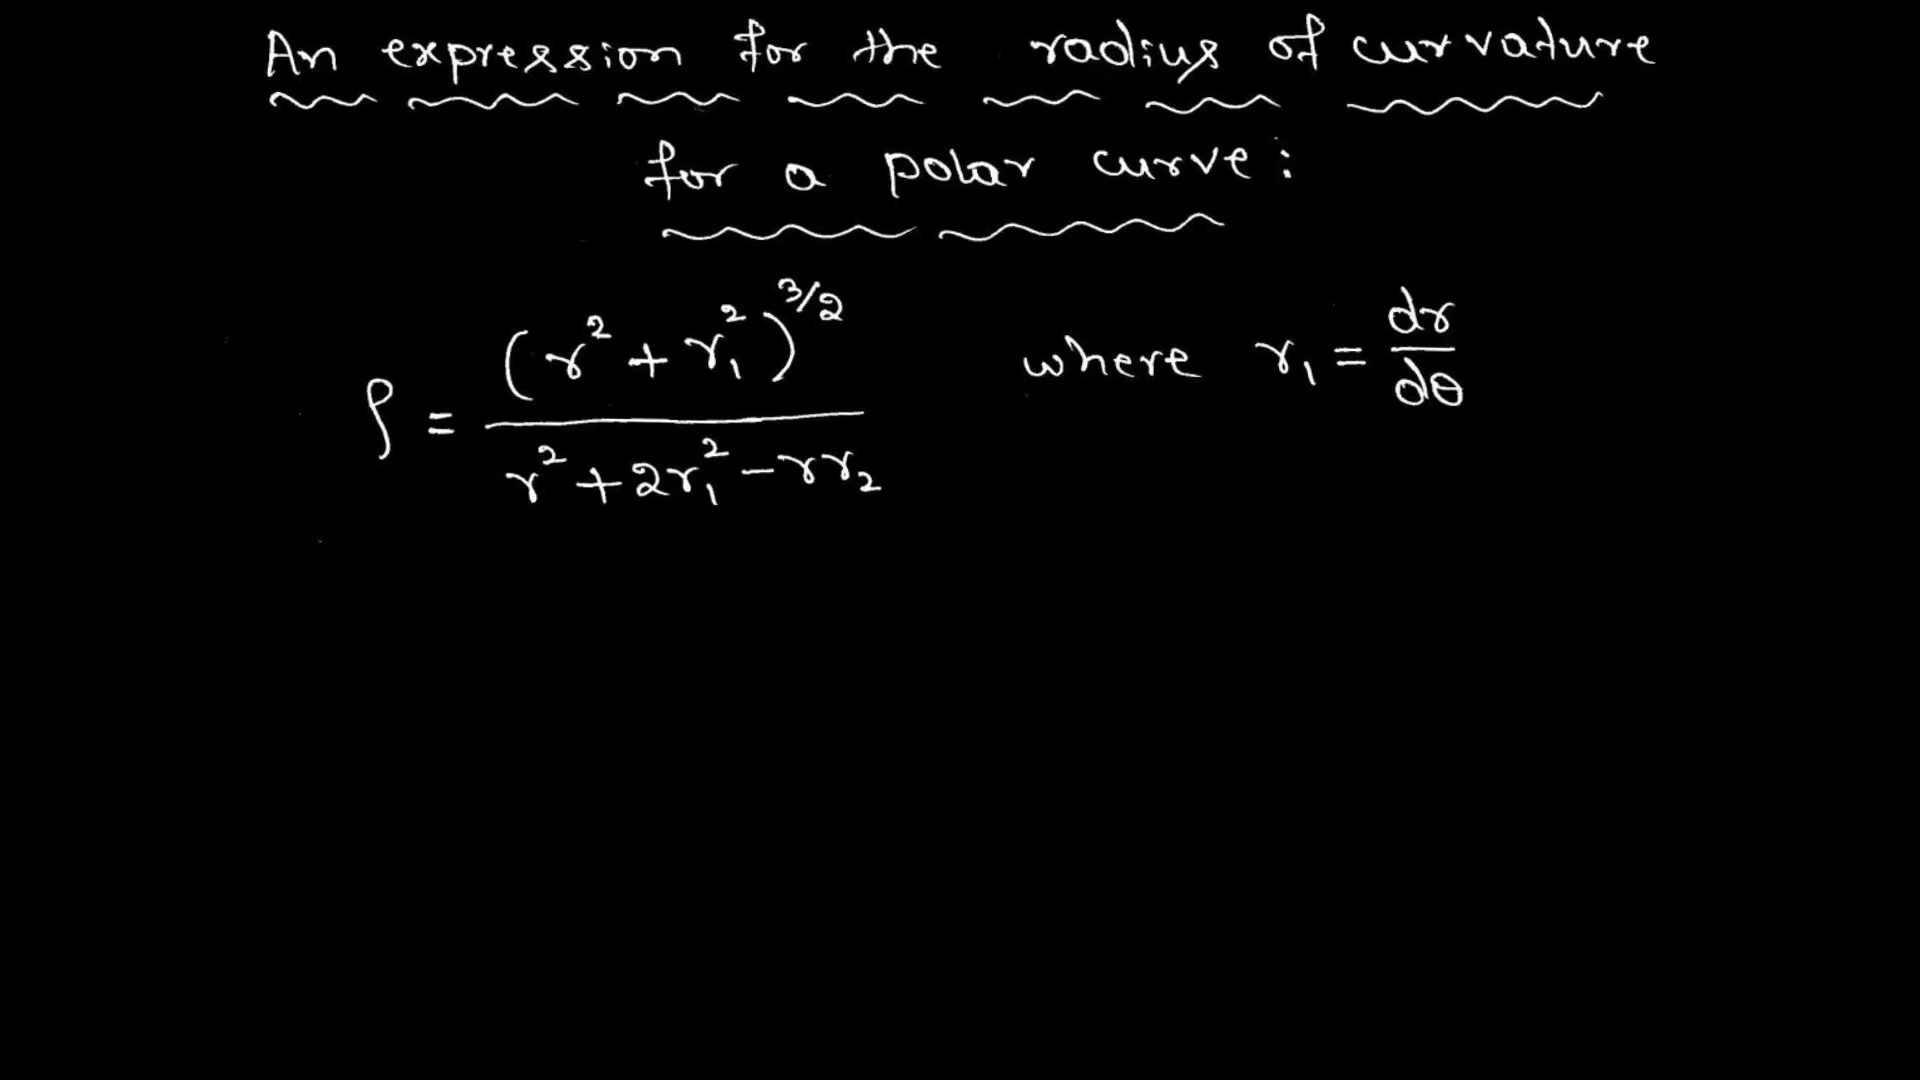 An expression for the radius of curvature
for a polar curve:
ρ = (r² + r₁²)^3/2 / r² + 2r₁² - rr₂ where r₁ = dr/dθ